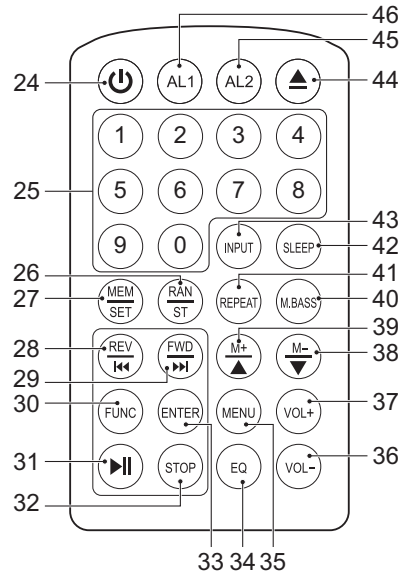 46
45
24 AL1 AL2 44
1 2 3 4
25 5 6 7 8
9 0 INPUT SLEEP 43
42
26 41
27 MEM SET RAN ST REPEAT M.BASS 40
39
28 REV FWD M+ M− 38
29
30 FUNC ENTER MENU VOL+ 37
31 STOP EQ VOL− 36
32
33 34 35